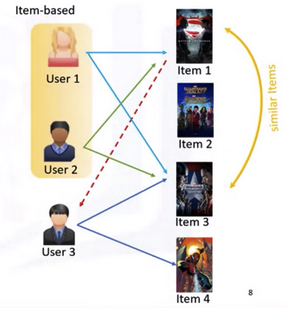 Item-based
User 1
Item 1
Item 2
User 2
Item 3
User 3
Item 4
similar Items
8